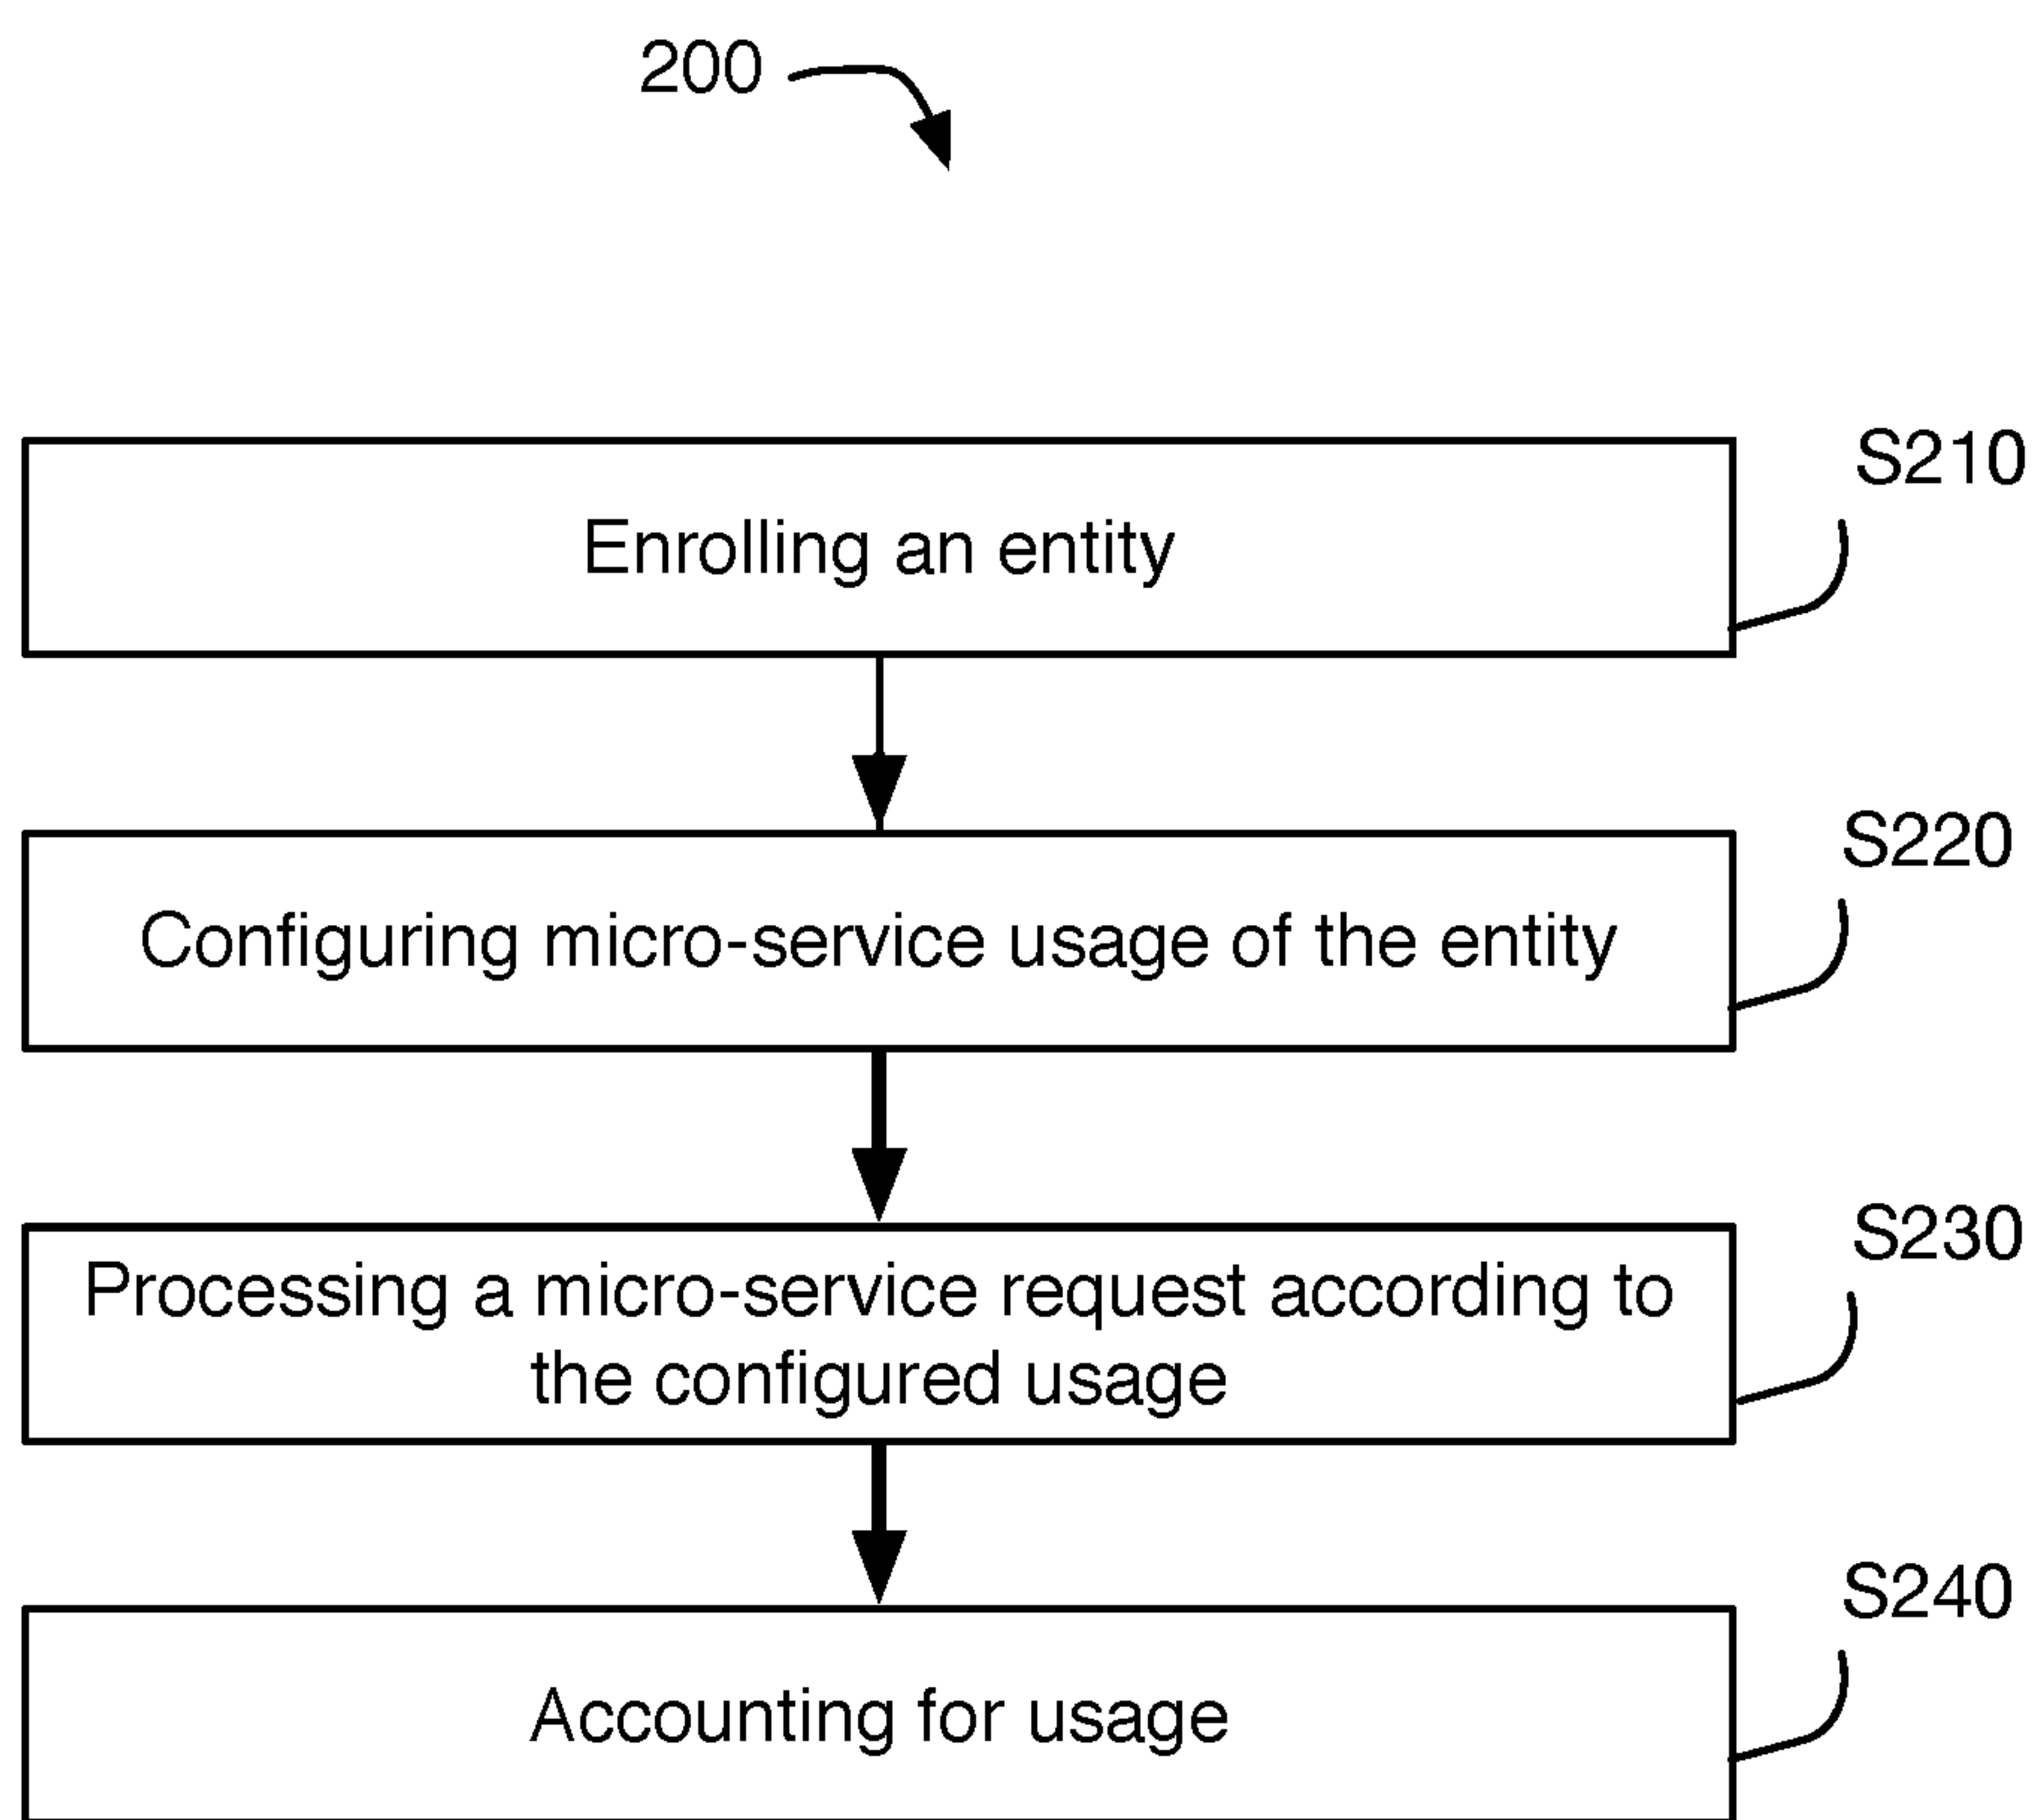 200
S210
Enrolling an entity
S220
Configuring micro-service usage of the entity
S230
Processing a micro-service request according to
the configured usage
S240
Accounting for usage